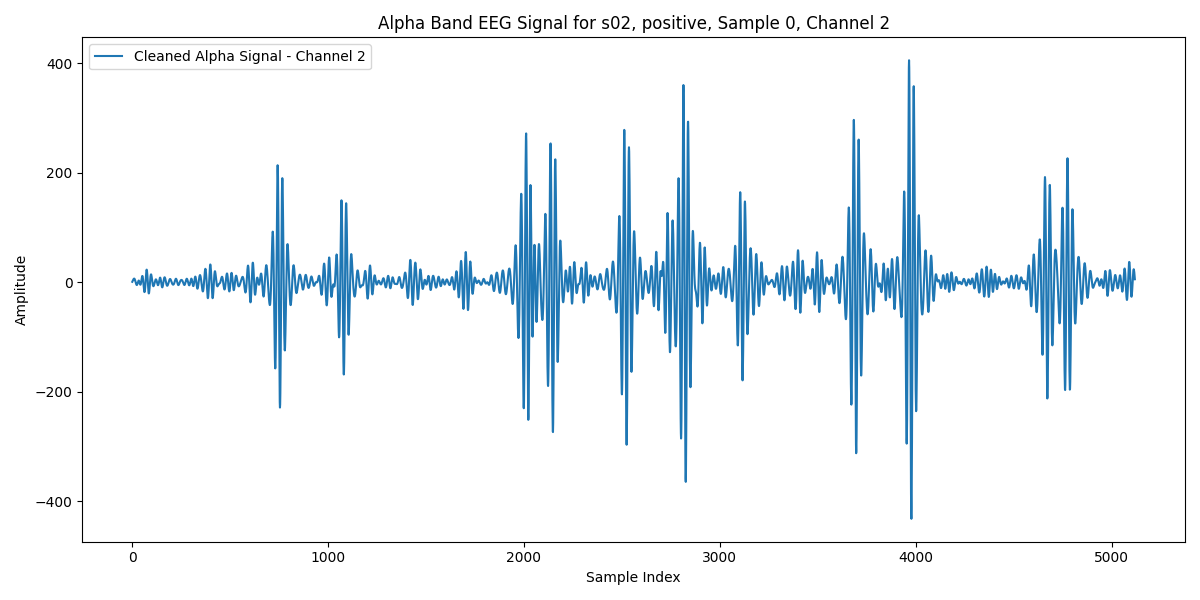 Alpha Band EEG Signal for s02, positive, Sample 0, Channel 2
Cleaned Alpha Signal - Channel 2
400
200
0
−200
−400
Amplitude
0 1000 2000 3000 4000 5000
Sample Index